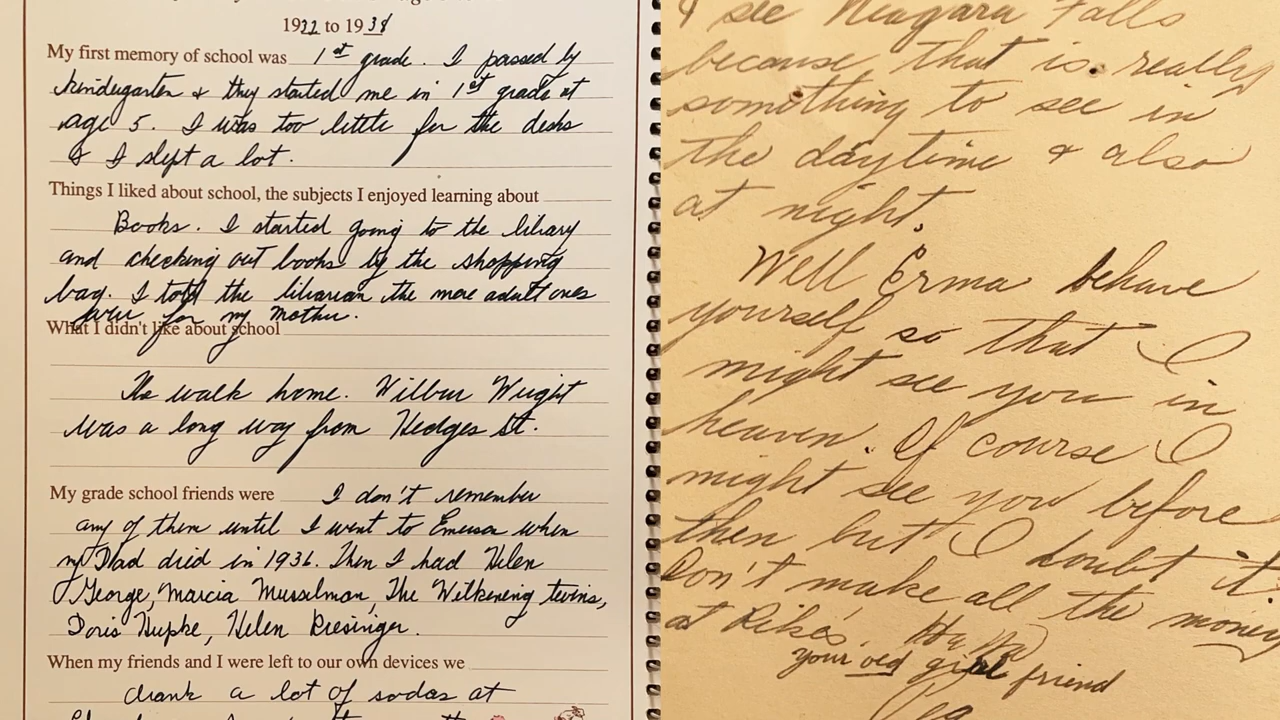 1932 to 1938
My first memory of school was 1st grade. I passed by
kindergarten & they started me in 1st grade at
age 5. I was too little for the desks
& I slept a lot.
Things I liked about school, the subjects I enjoyed learning about
Books. I started going to the library
and checking out books by the shopping
bag. I told the librarian the more adult ones
were for my mother.
What I didn't like about school
The walk home. Wilbur Wright
was a long way from Hedges St.
My grade school friends were I don't remember
any of them until I went to Emerson when
my Dad died in 1936. Then I had Helen
George, Marcia Musselman, The Wilkening twins,
Doris Hupke, Helen Riesinger.
When my friends and I were left to our own devices we
drank a lot of sodas at
& see Niagara Falls
because that is really
something to see in
the daytime & also
at night.
Well Erma behave
yourself so that I
might see you in
heaven. Of course I
might see you before
then but I doubt it.
Don't make all the money
at Rike's. Ha Ha
your old girl friend